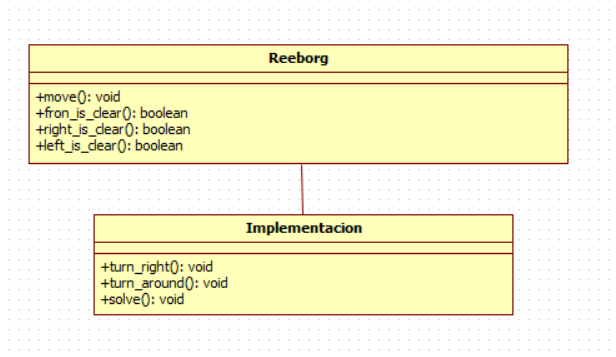 Reeborg
+move(): void
+fron_is_clear(): boolean
+right_is_clear(): boolean
+left_is_clear(): boolean
Implementacion
+turn_right(): void
+turn_around(): void
+solve(): void